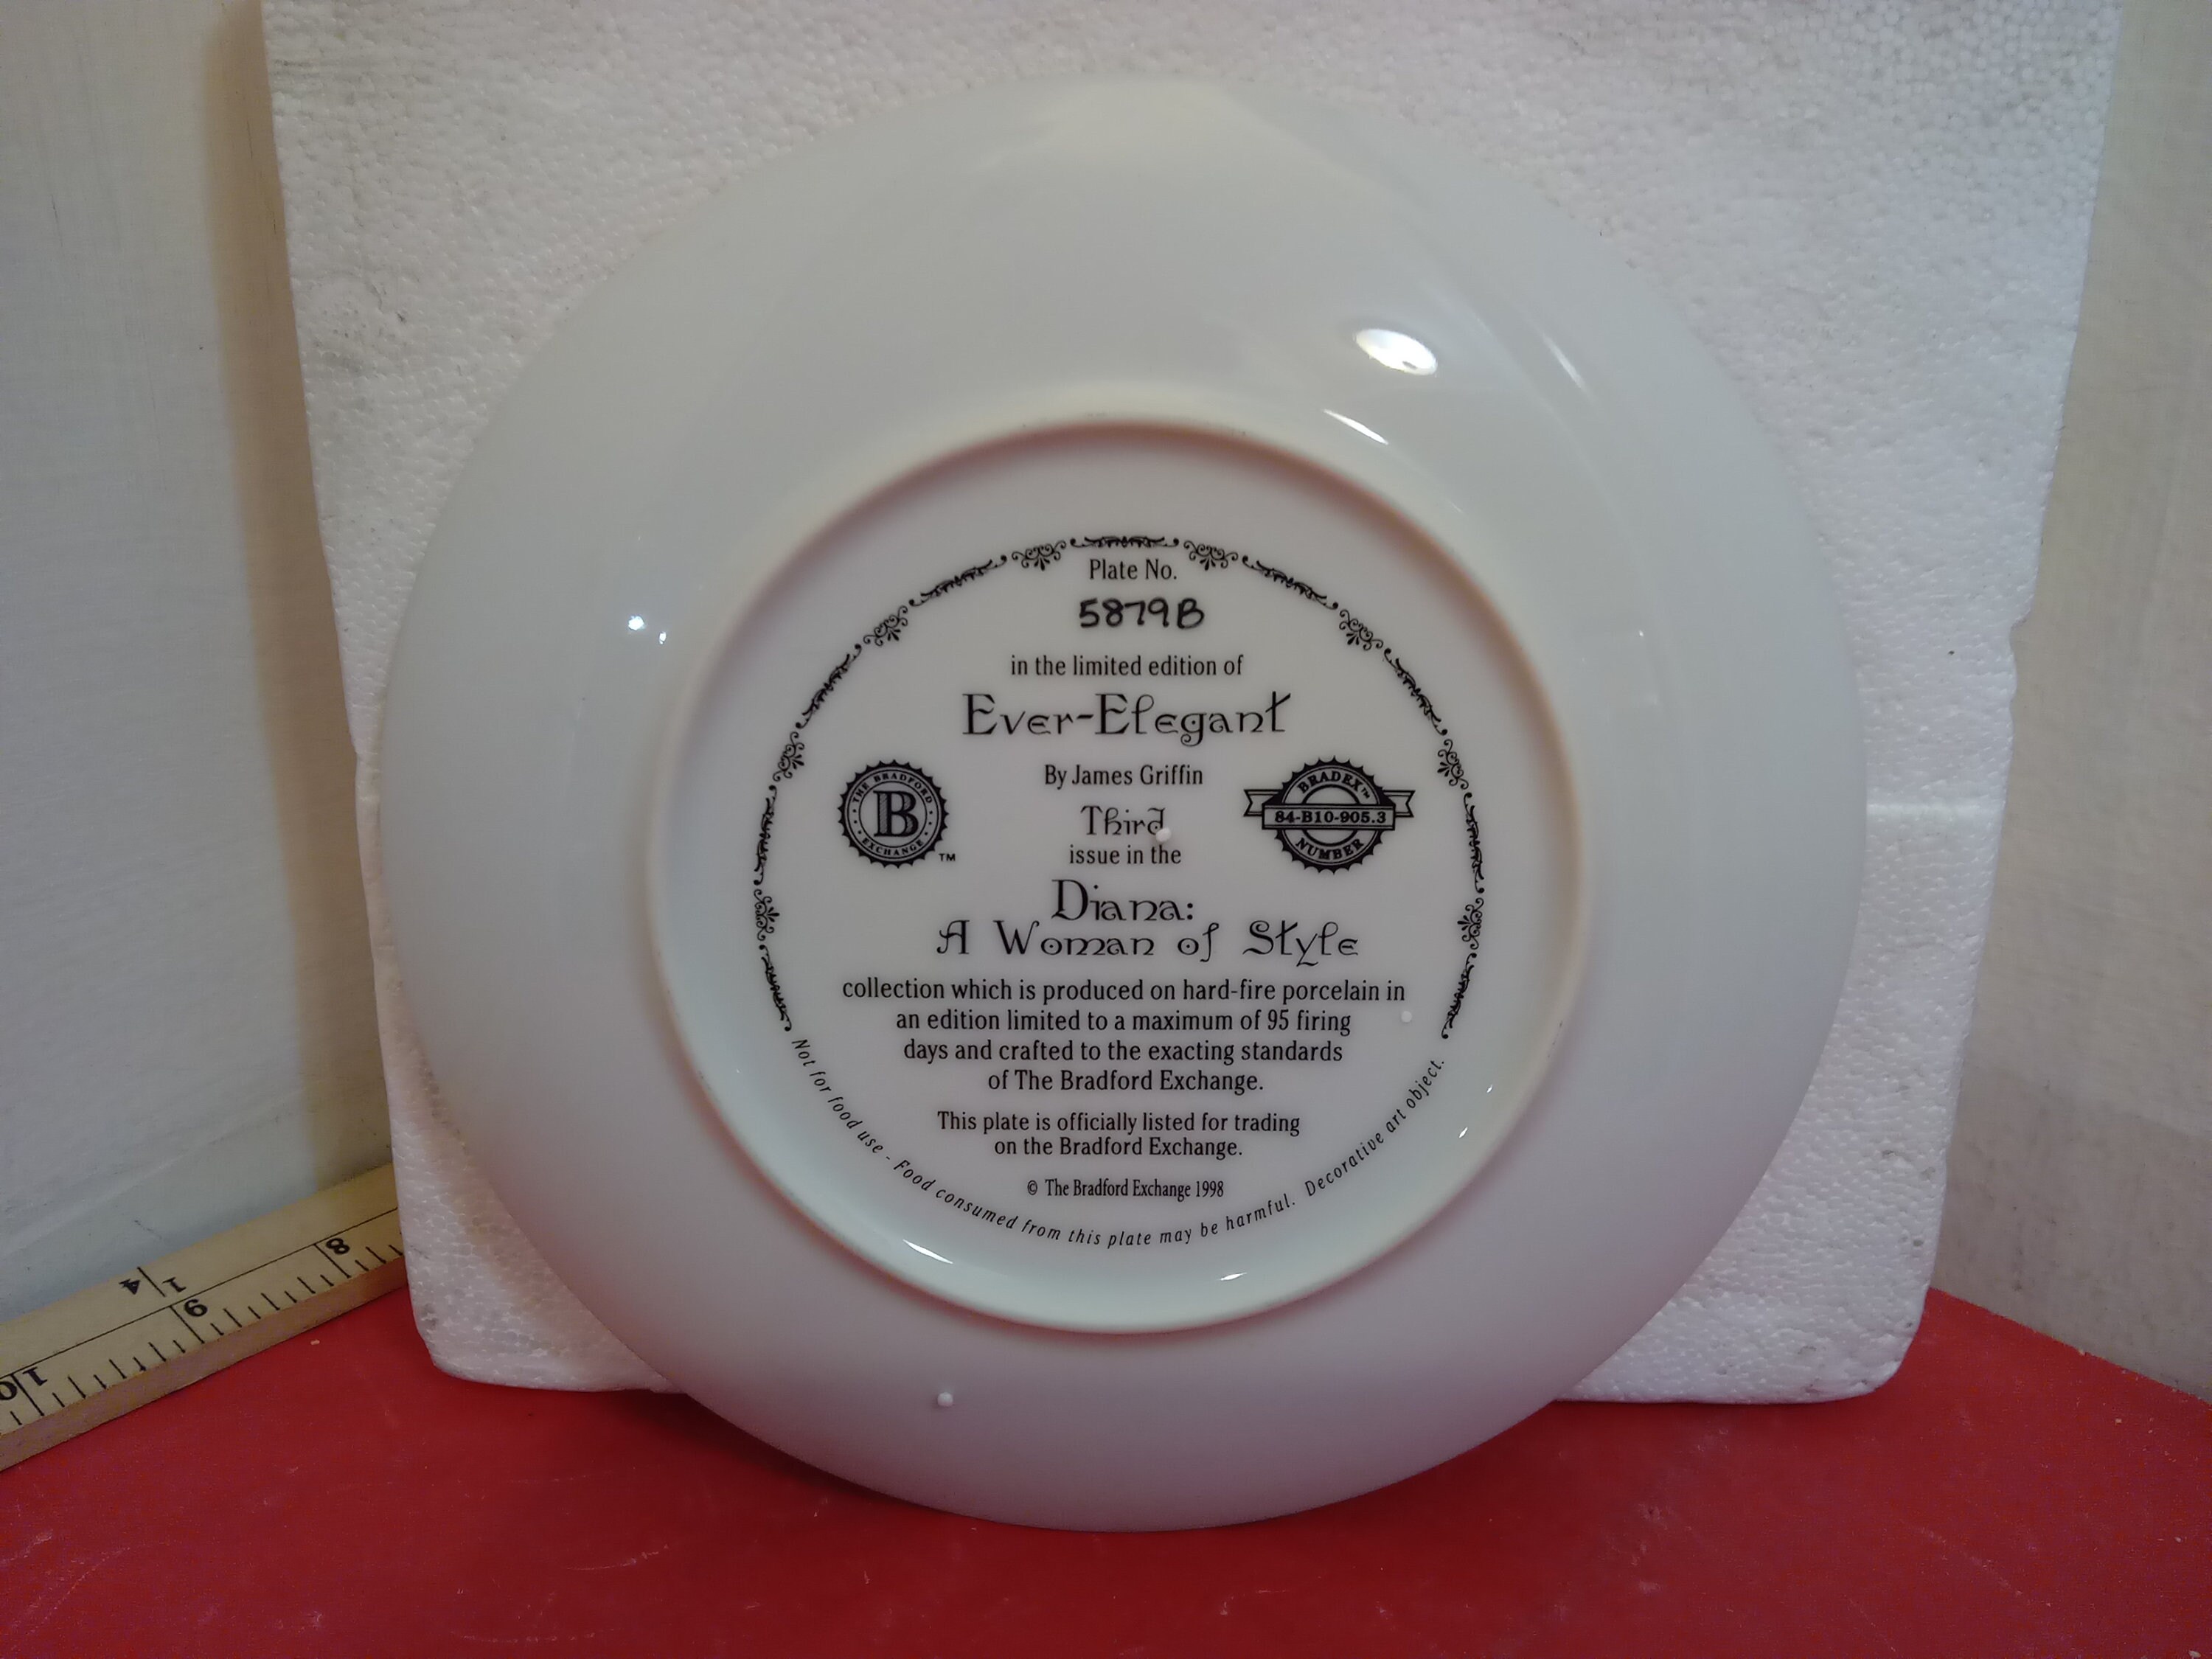 Plate No.
5879B
in the limited edition of
Ever-Elegant
By James Griffin
Third
issue in the
Diana:
A Woman of Style
collection which is produced on hard-fire porcelain in
an edition limited to a maximum of 95 firing
days and crafted to the exacting standards
of The Bradford Exchange.
This plate is officially listed for trading
on the Bradford Exchange.
© The Bradford Exchange 1998
Not for food use - Food consumed from this plate may be harmful. Decorative art object.
THE BRADFORD
B
EXCHANGE
TM
BRADEX™
84-B10-905.3
NUMBER
8
1
4
9
10